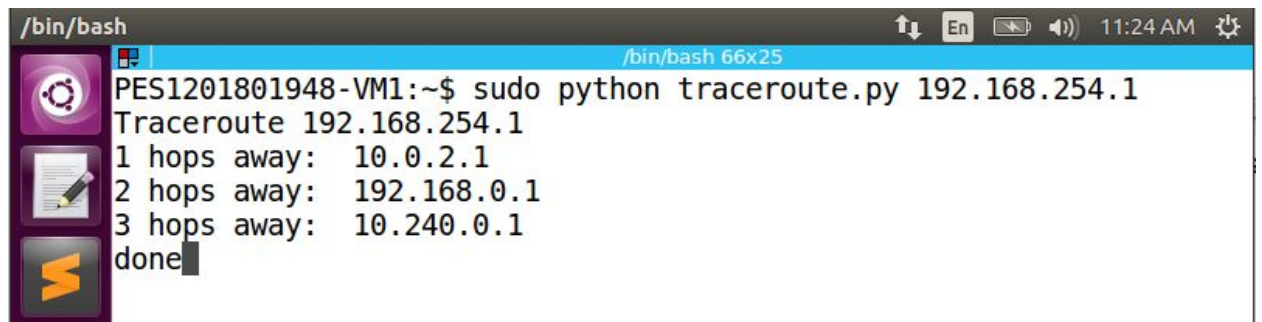 /bin/bash En 11:24 AM
/bin/bash 66x25
PES1201801948-VM1:~$ sudo python traceroute.py 192.168.254.1
Traceroute 192.168.254.1
1 hops away:  10.0.2.1
2 hops away:  192.168.0.1
3 hops away:  10.240.0.1
done